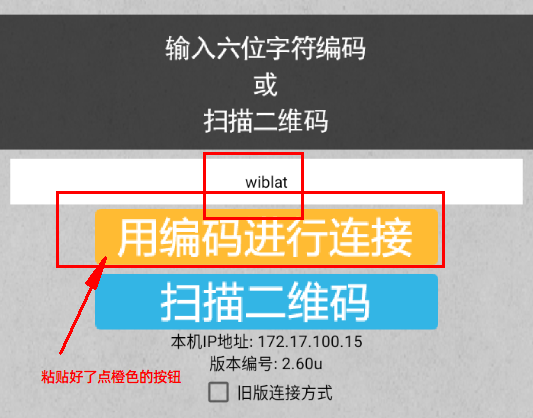 输入六位字符编码
或
扫描二维码
wiblat
用编码进行连接
扫描二维码
本机IP地址: 172.17.100.15
版本编号: 2.60u
粘贴好了点橙色的按钮
旧版连接方式